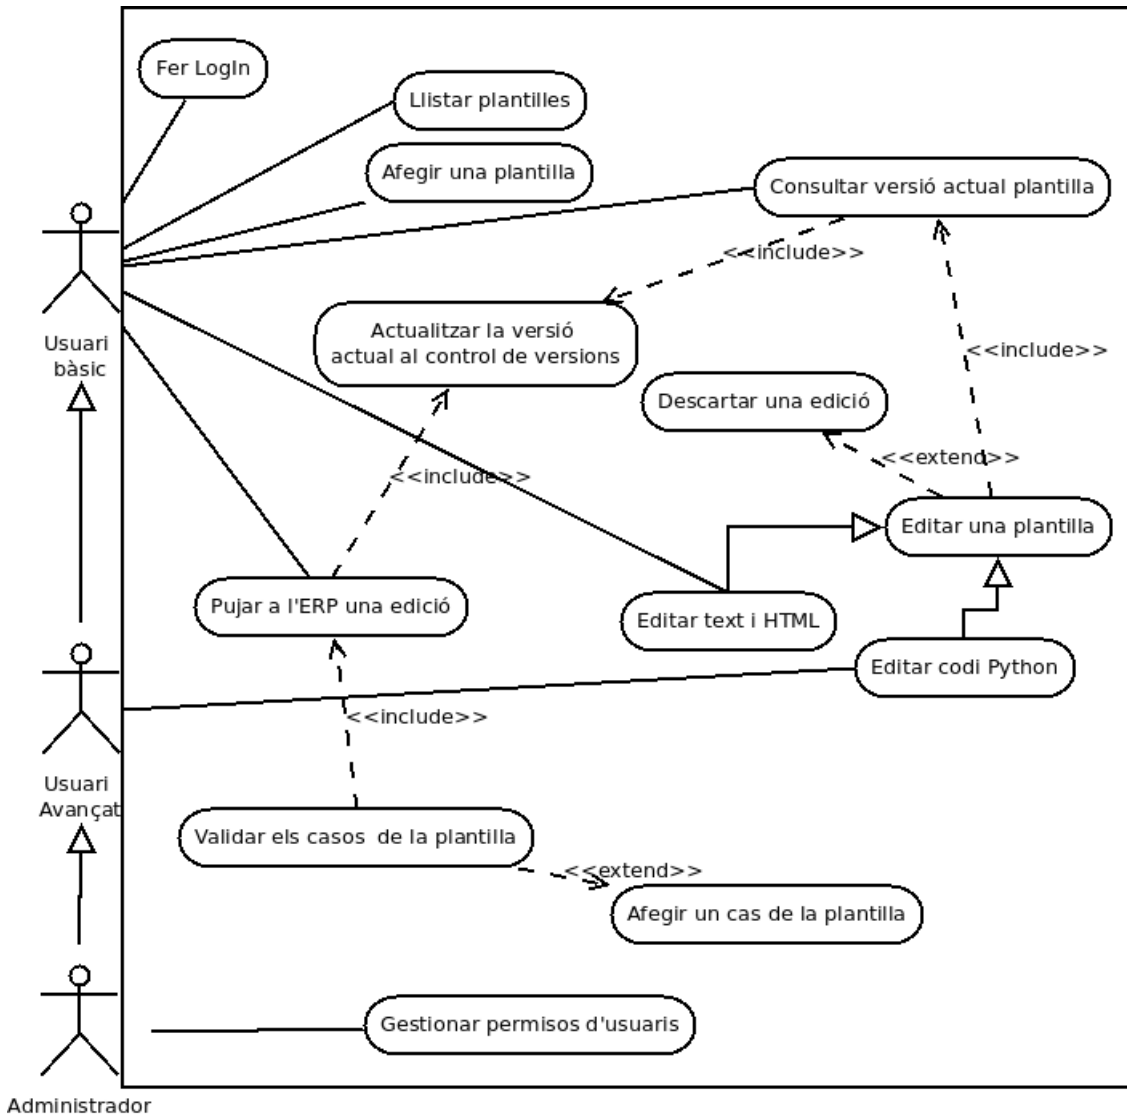 Fer LogIn
Llistar plantilles
Afegir una plantilla
Consultar versió actual plantilla
<<include>>
Actualitzar la versió
actual al control de versions
Usuari
bàsic
<<include>>
Descartar una edició
<<extend>>
<<include>>
Editar una plantilla
Pujar a l'ERP una edició
Editar text i HTML
Editar codi Python
<<include>>
Usuari
Avançat
Validar els casos  de la plantilla
<<extend>>
Afegir un cas de la plantilla
Gestionar permisos d'usuaris
Administrador